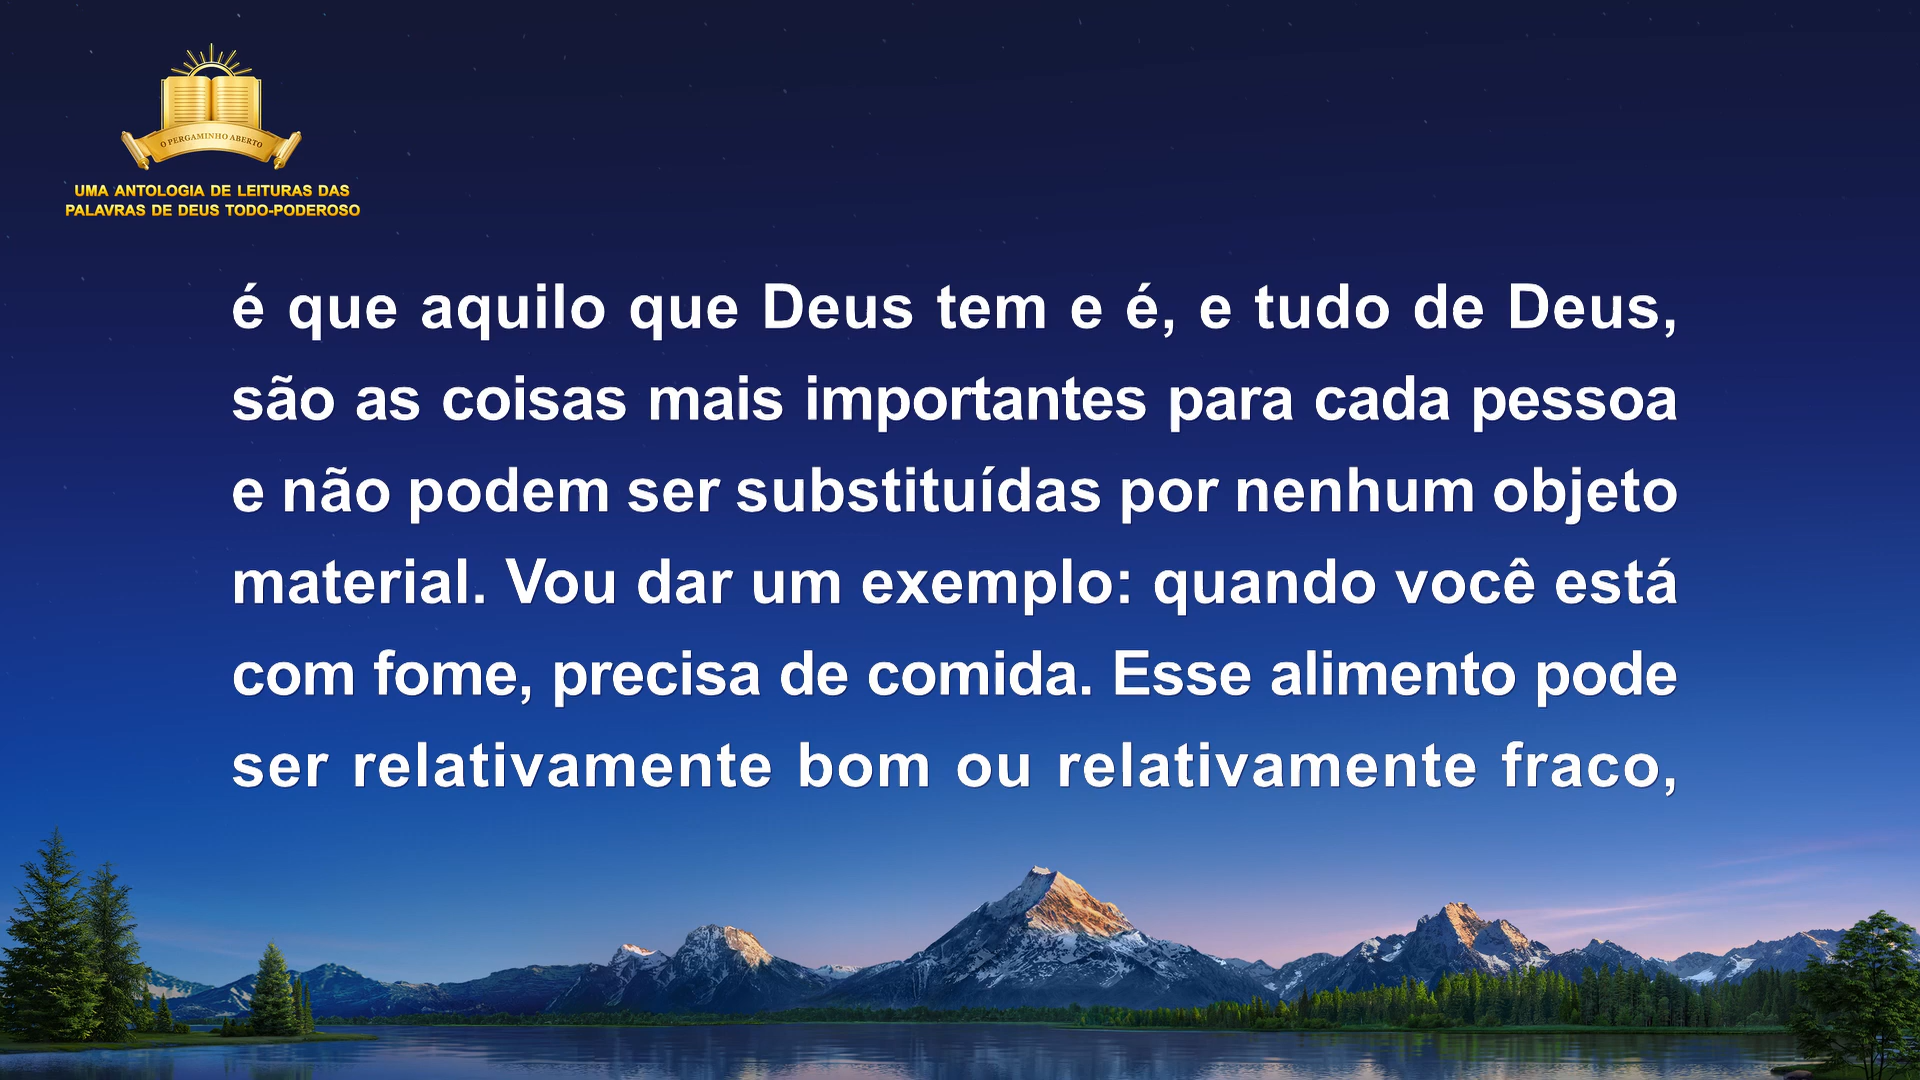 O PERGAMINHO ABERTO
UMA ANTOLOGIA DE LEITURAS DAS
PALAVRAS DE DEUS TODO-PODEROSO
é que aquilo que Deus tem e é, e tudo de Deus,
são as coisas mais importantes para cada pessoa
e não podem ser substituídas por nenhum objeto
material. Vou dar um exemplo: quando você está
com fome, precisa de comida. Esse alimento pode
ser relativamente bom ou relativamente fraco,